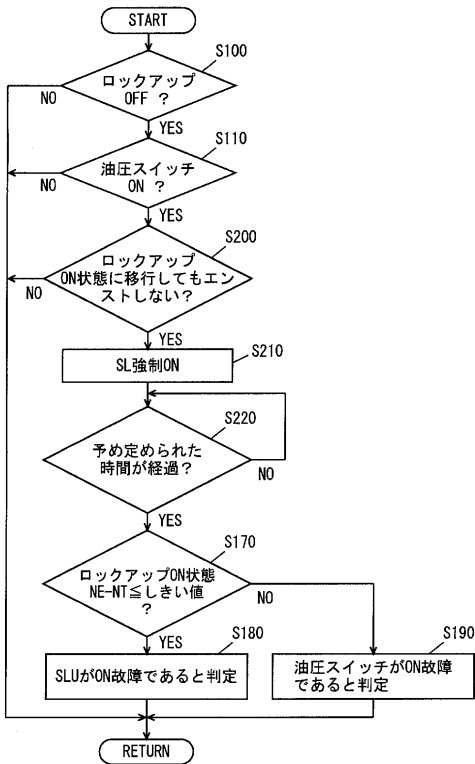 START
S100
ロックアップ
OFF ?
NO
YES
S110
油圧スイッチ
ON ?
NO
YES
S200
ロックアップ
ON状態に移行してもエン
ストしない?
NO
YES
S210
SL強制ON
S220
予め定められた
時間が経過?
NO
YES
S170
ロックアップON状態
NE-NT≦しきい値
?
NO
YES
S180
SLUがON故障であると判定
S190
油圧スイッチがON故障
であると判定
RETURN